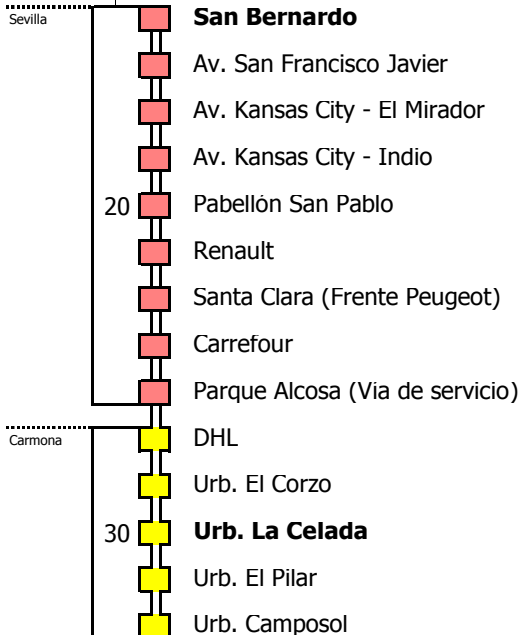 Sevilla
San Bernardo
Av. San Francisco Javier
Av. Kansas City - El Mirador
Av. Kansas City - Indio
20 Pabellón San Pablo
Renault
Santa Clara (Frente Peugeot)
Carrefour
Parque Alcosa (Via de servicio)
Carmona
DHL
Urb. El Corzo
30 Urb. La Celada
Urb. El Pilar
Urb. Camposol